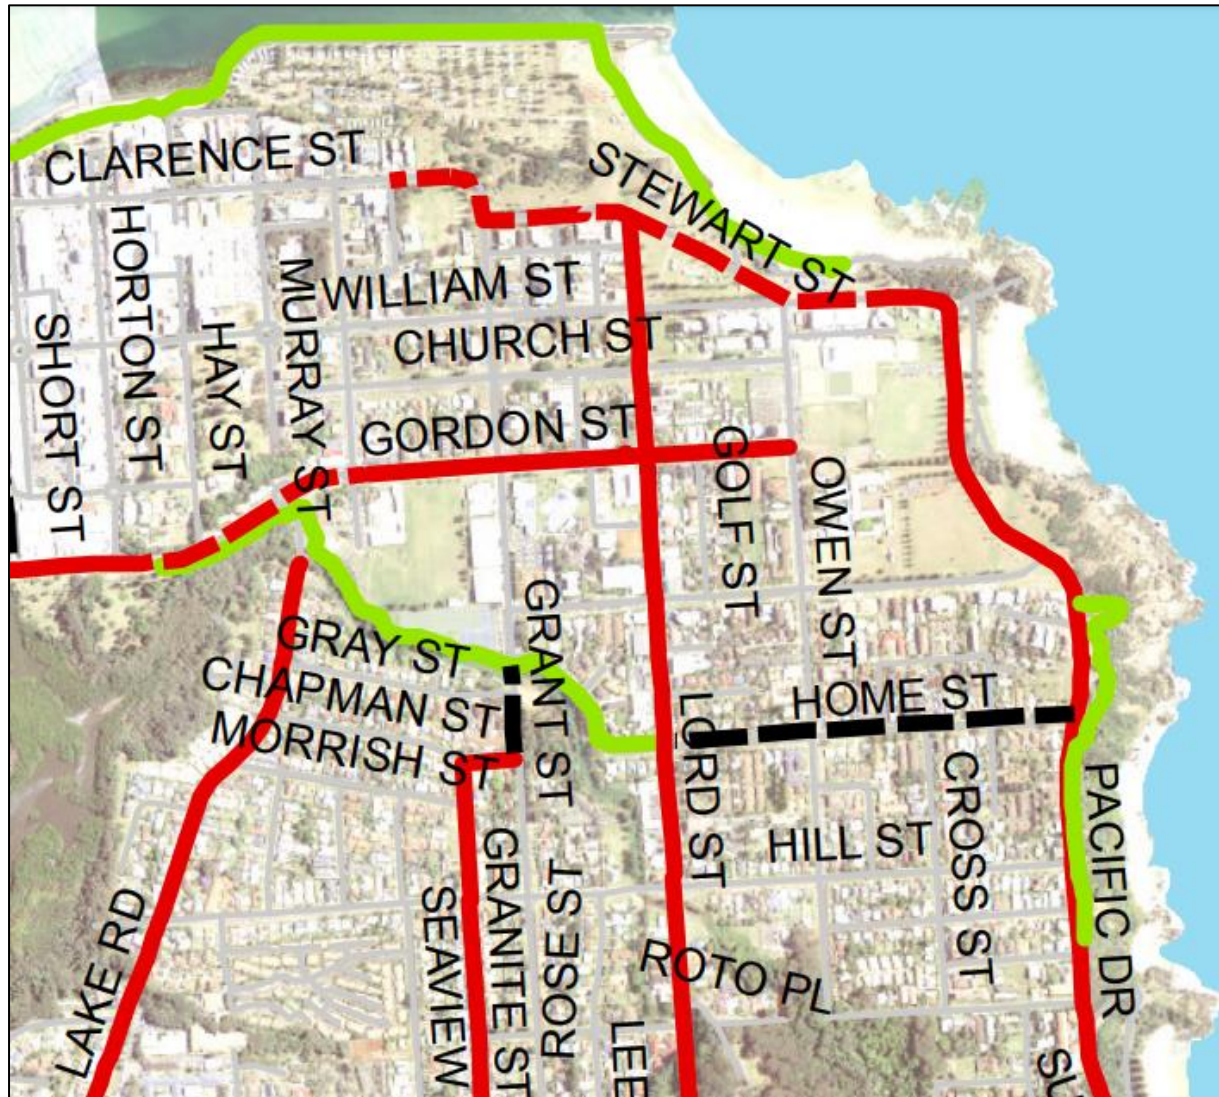 CLARENCE ST
STEWART ST
HORTON ST
WILLIAM ST
MURRAY ST
SHORT ST
HAY ST
CHURCH ST
GORDON ST
GOLF ST
OWEN ST
GRANT ST
GRAY ST
CHAPMAN ST
MORRISH ST
LORD ST
HOME ST
CROSS ST
PACIFIC DR
HILL ST
GRANITE ST
ROSE ST
SEAVIEW
LAKE RD
ROTO PL
LEE
SU